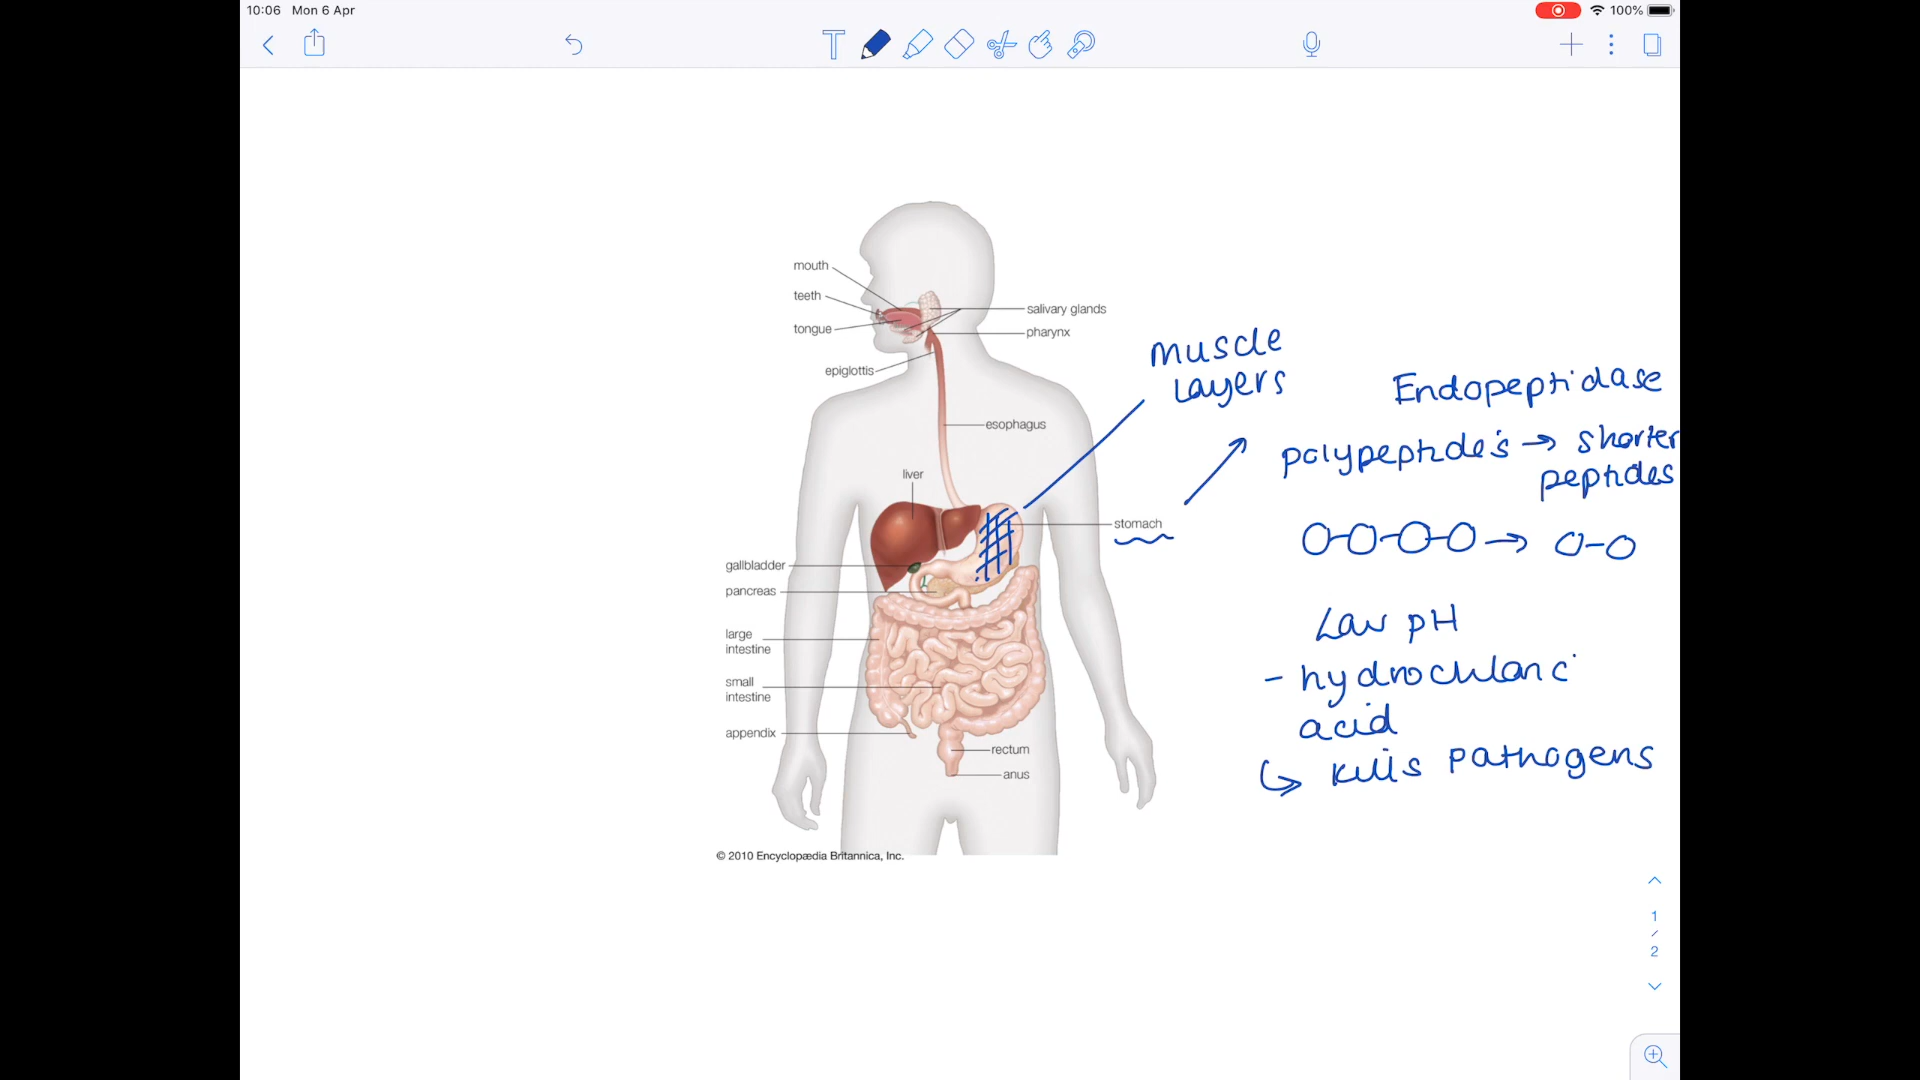 10:06 Mon 6 Apr
100%
mouth
teeth
tongue
salivary glands
pharynx
epiglottis
esophagus
liver
stomach
gallbladder
pancreas
large
intestine
small
intestine
appendix
rectum
anus
© 2010 Encyclopædia Britannica, Inc.
muscle
layers
Endopeptidase
polypeptide's → shorter
peptides
Low pH
- hydrochloric
acid
↳ kills pathogens
1
/
2